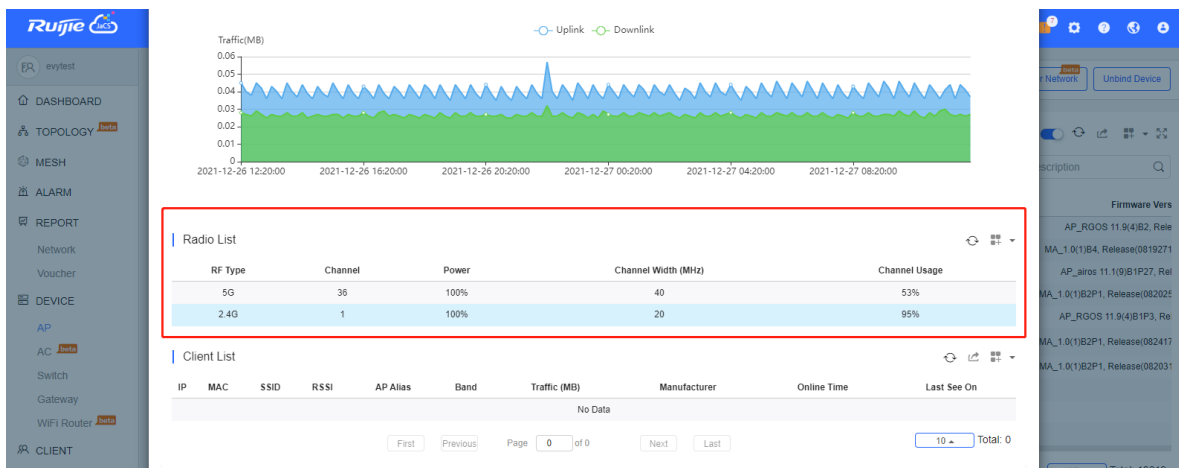 Ruijie JaCS
7
evytest
DASHBOARD
TOPOLOGY beta
MESH
ALARM
REPORT
Network
Voucher
DEVICE
AP
AC beta
Switch
Gateway
WiFi Router beta
CLIENT
Uplink Downlink
Traffic(MB)
0.06
0.05
0.04
0.03
0.02
0.01
0
2021-12-26 12:20:00 2021-12-26 16:20:00 2021-12-26 20:20:00 2021-12-27 00:20:00 2021-12-27 04:20:00 2021-12-27 08:20:00
Radio List
RF Type Channel Power Channel Width (MHz) Channel Usage
5G 36 100% 40 53%
2.4G 1 100% 20 95%
Client List
IP MAC SSID RSSI AP Alias Band Traffic (MB) Manufacturer Online Time Last See On
No Data
First Previous Page 0 of 0 Next Last 10 Total: 0
beta
r Network Unbind Device
escription
Firmware Vers
AP_RGOS 11.9(4)B2, Rele
MA_1.0(1)B4, Release(0819271
AP_airos 11.1(9)B1P27, Rel
MA_1.0(1)B2P1, Release(082025
AP_RGOS 11.9(4)B1P3, Re
MA_1.0(1)B2P1, Release(082417
MA_1.0(1)B2P1, Release(082031